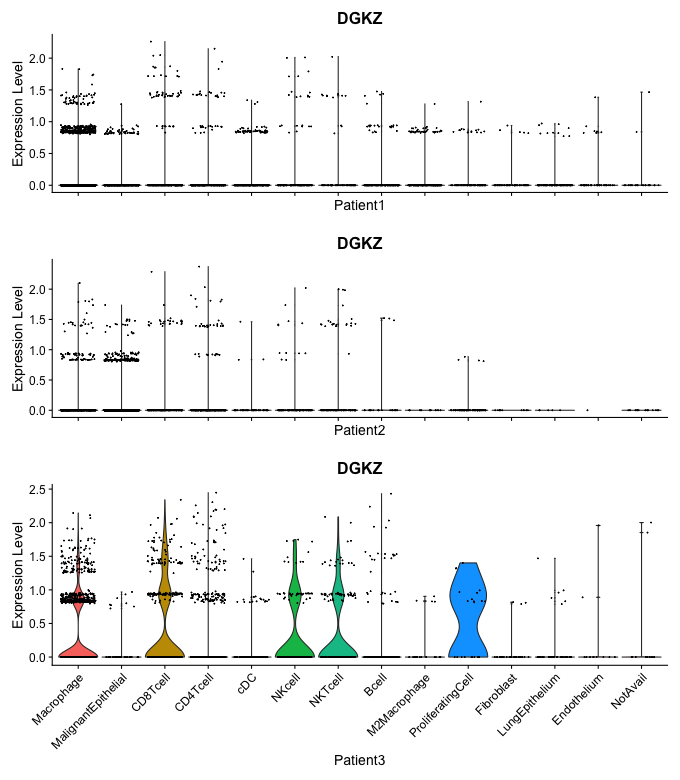 DGKZ
Expression Level
2.0
1.5
1.0
0.5
0.0
Patient1
DGKZ
Expression Level
2.0
1.5
1.0
0.5
0.0
Patient2
DGKZ
Expression Level
2.5
2.0
1.5
1.0
0.5
0.0
Macrophage
MalignantEpithelial
CD8Tcell
CD4Tcell
cDC
NKcell
NKTcell
Bcell
M2Macrophage
ProliferatingCell
Fibroblast
LungEpithelium
Endothelium
NotAvail
Patient3